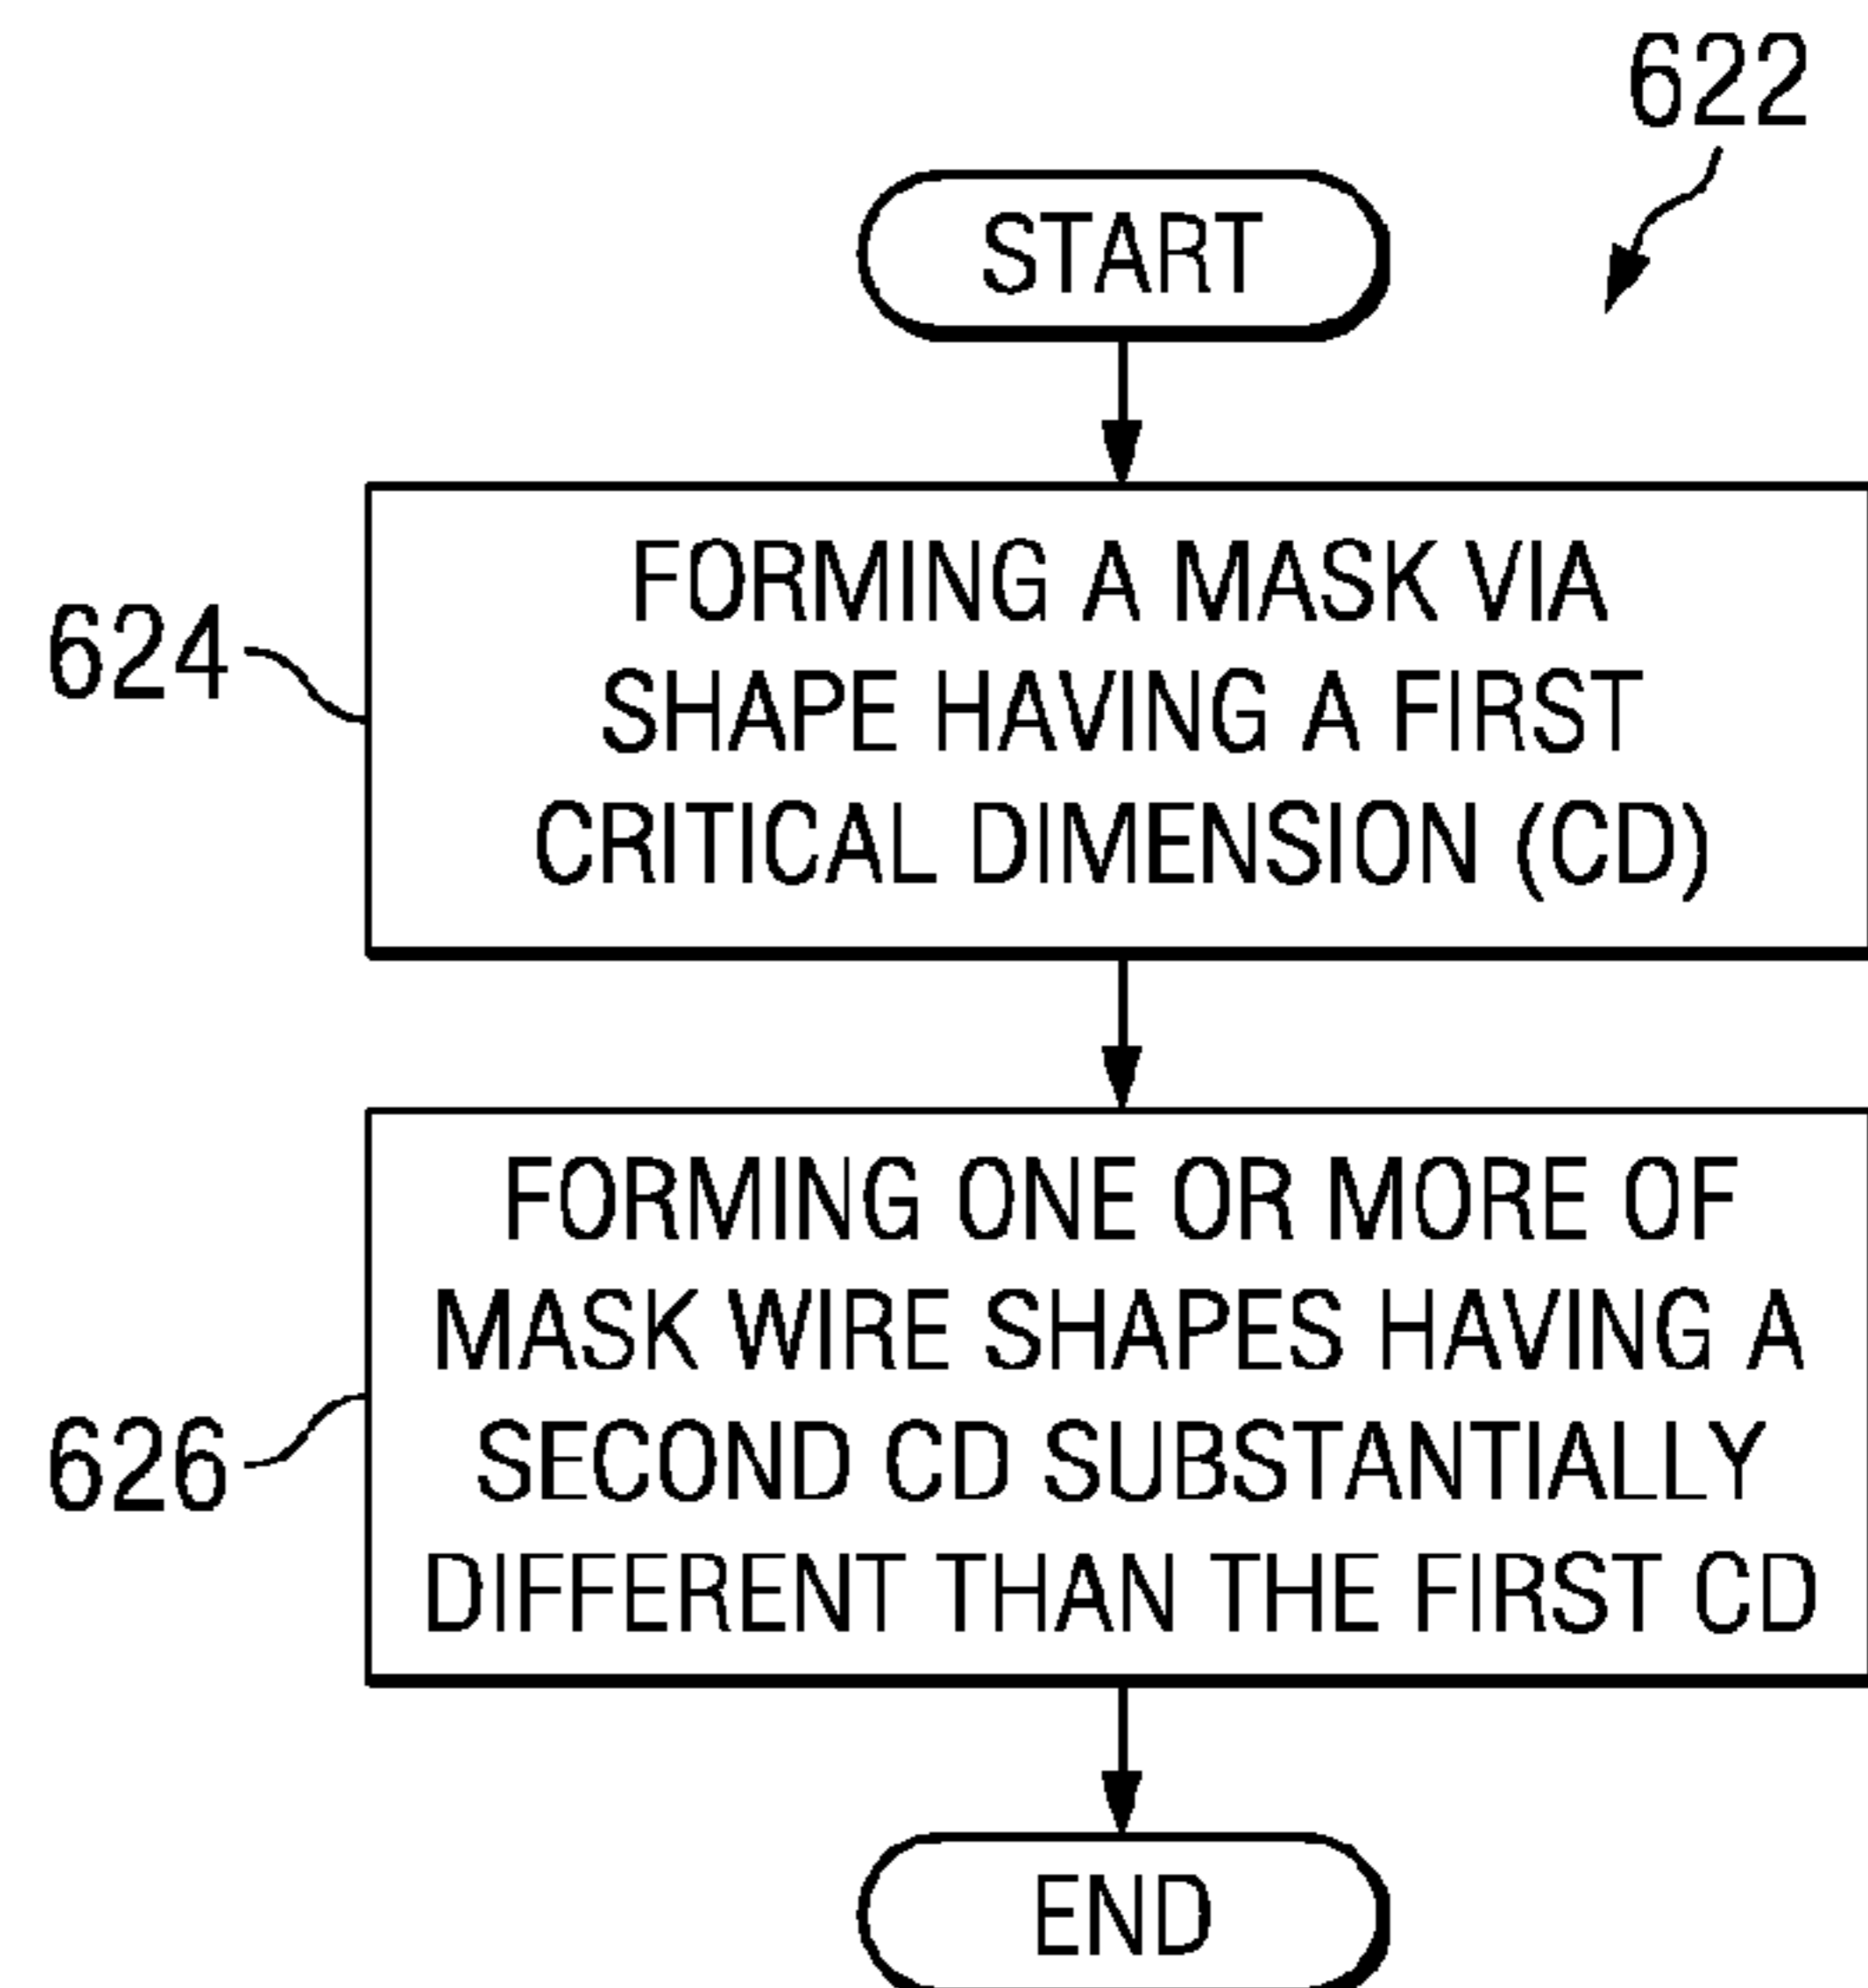 622
START
624
FORMING A MASK VIA
SHAPE HAVING A FIRST
CRITICAL DIMENSION (CD)
626
FORMING ONE OR MORE OF
MASK WIRE SHAPES HAVING A
SECOND CD SUBSTANTIALLY
DIFFERENT THAN THE FIRST CD
END